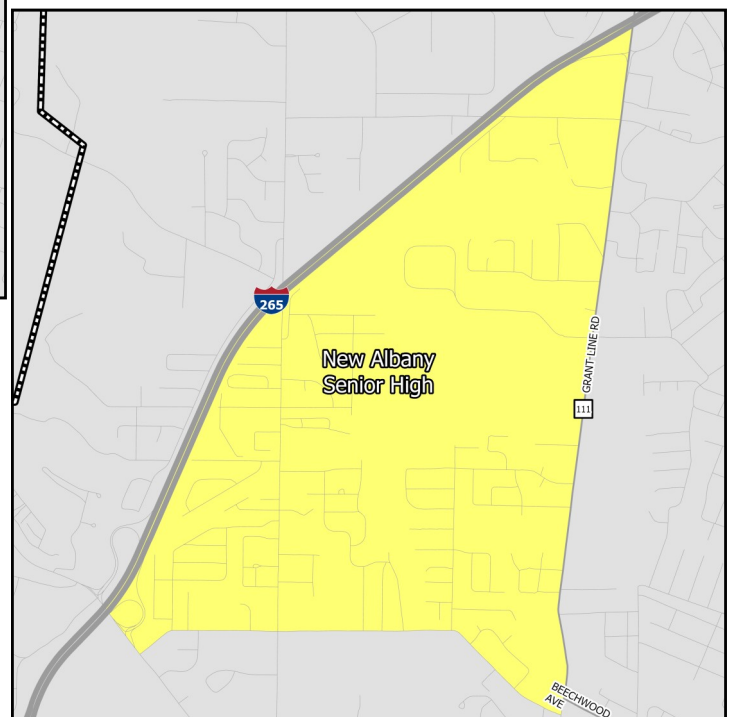 265
New Albany
Senior High
GRANT LINE RD
111
BEECHWOOD
AVE